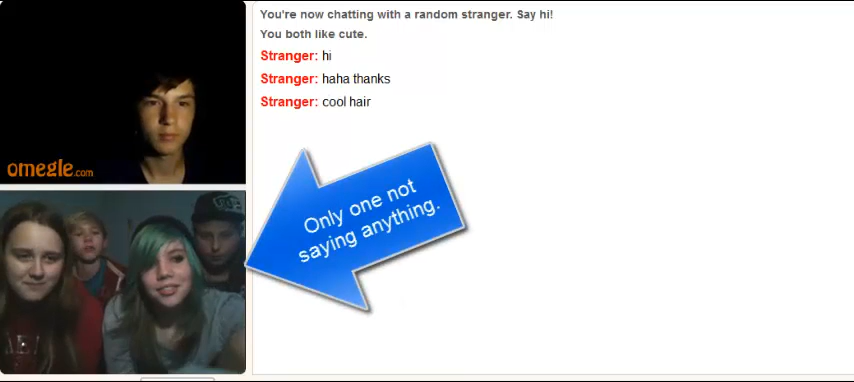 You're now chatting with a random stranger. Say hi!
You both like cute.
Stranger: hi
Stranger: haha thanks
Stranger: cool hair
omegle.com
Only one not
saying anything.